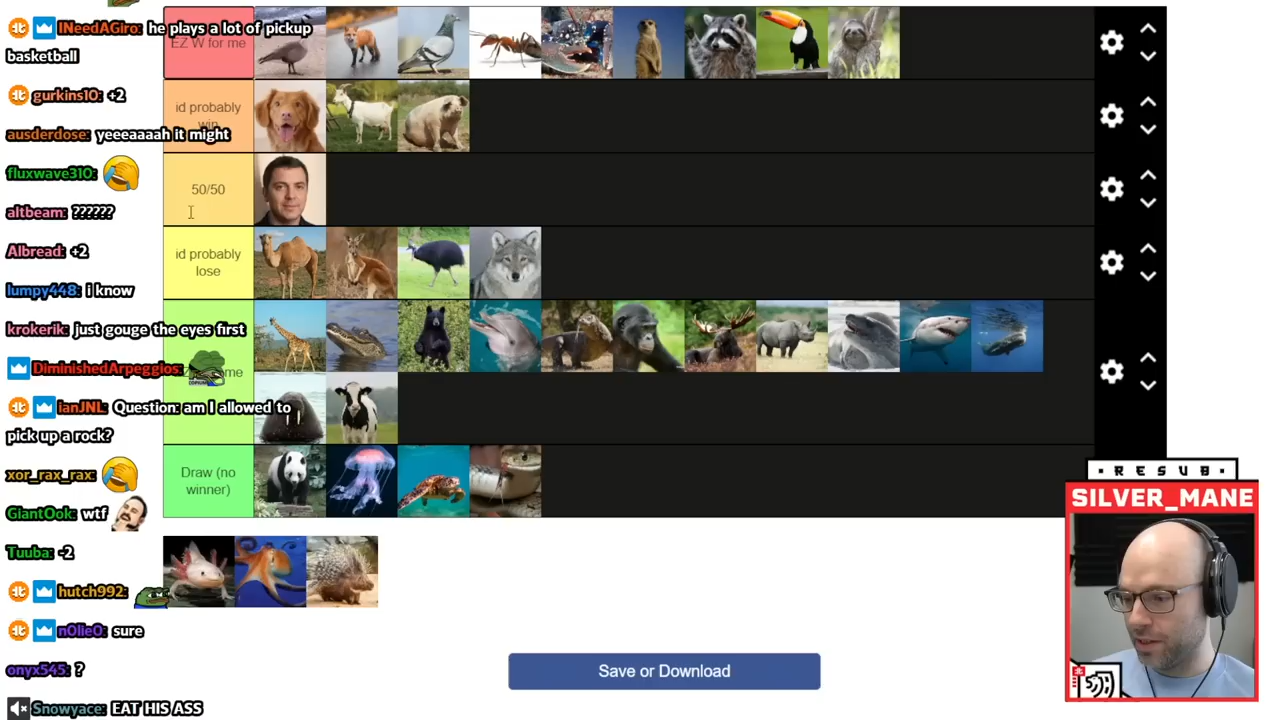 INeedAGiro: he plays a lot of pickup
basketball
gurkins10: +2
ausderdose: yeeeaaaah it might
fluxwave310:
altbeam: ??????
Albread: +2
lumpy448: i know
krokerik: just gouge the eyes first
DiminishedArpeggios:
ianJNL: Question: am I allowed to
pick up a rock?
xor_rax_rax:
GiantOok: wtf
Tuuba: -2
hutch992:
n0lie0: sure
onyx545: ?
Snowyace: EAT HIS ASS
EZ W for me
id probably
win
50/50
id probably
lose
me
Draw (no
winner)
Save or Download
RESUB
SILVER_MANE